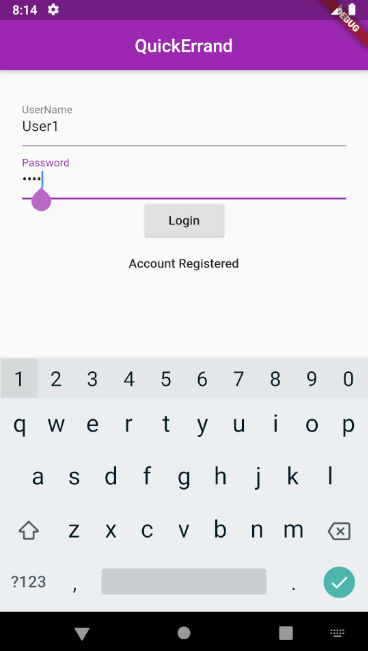 8:14
DEBUG
QuickErrand
UserName
User1
Password
••••
Login
Account Registered
1 2 3 4 5 6 7 8 9 0
q w e r t y u i o p
a s d f g h j k l
z x c v b n m
?123 , .